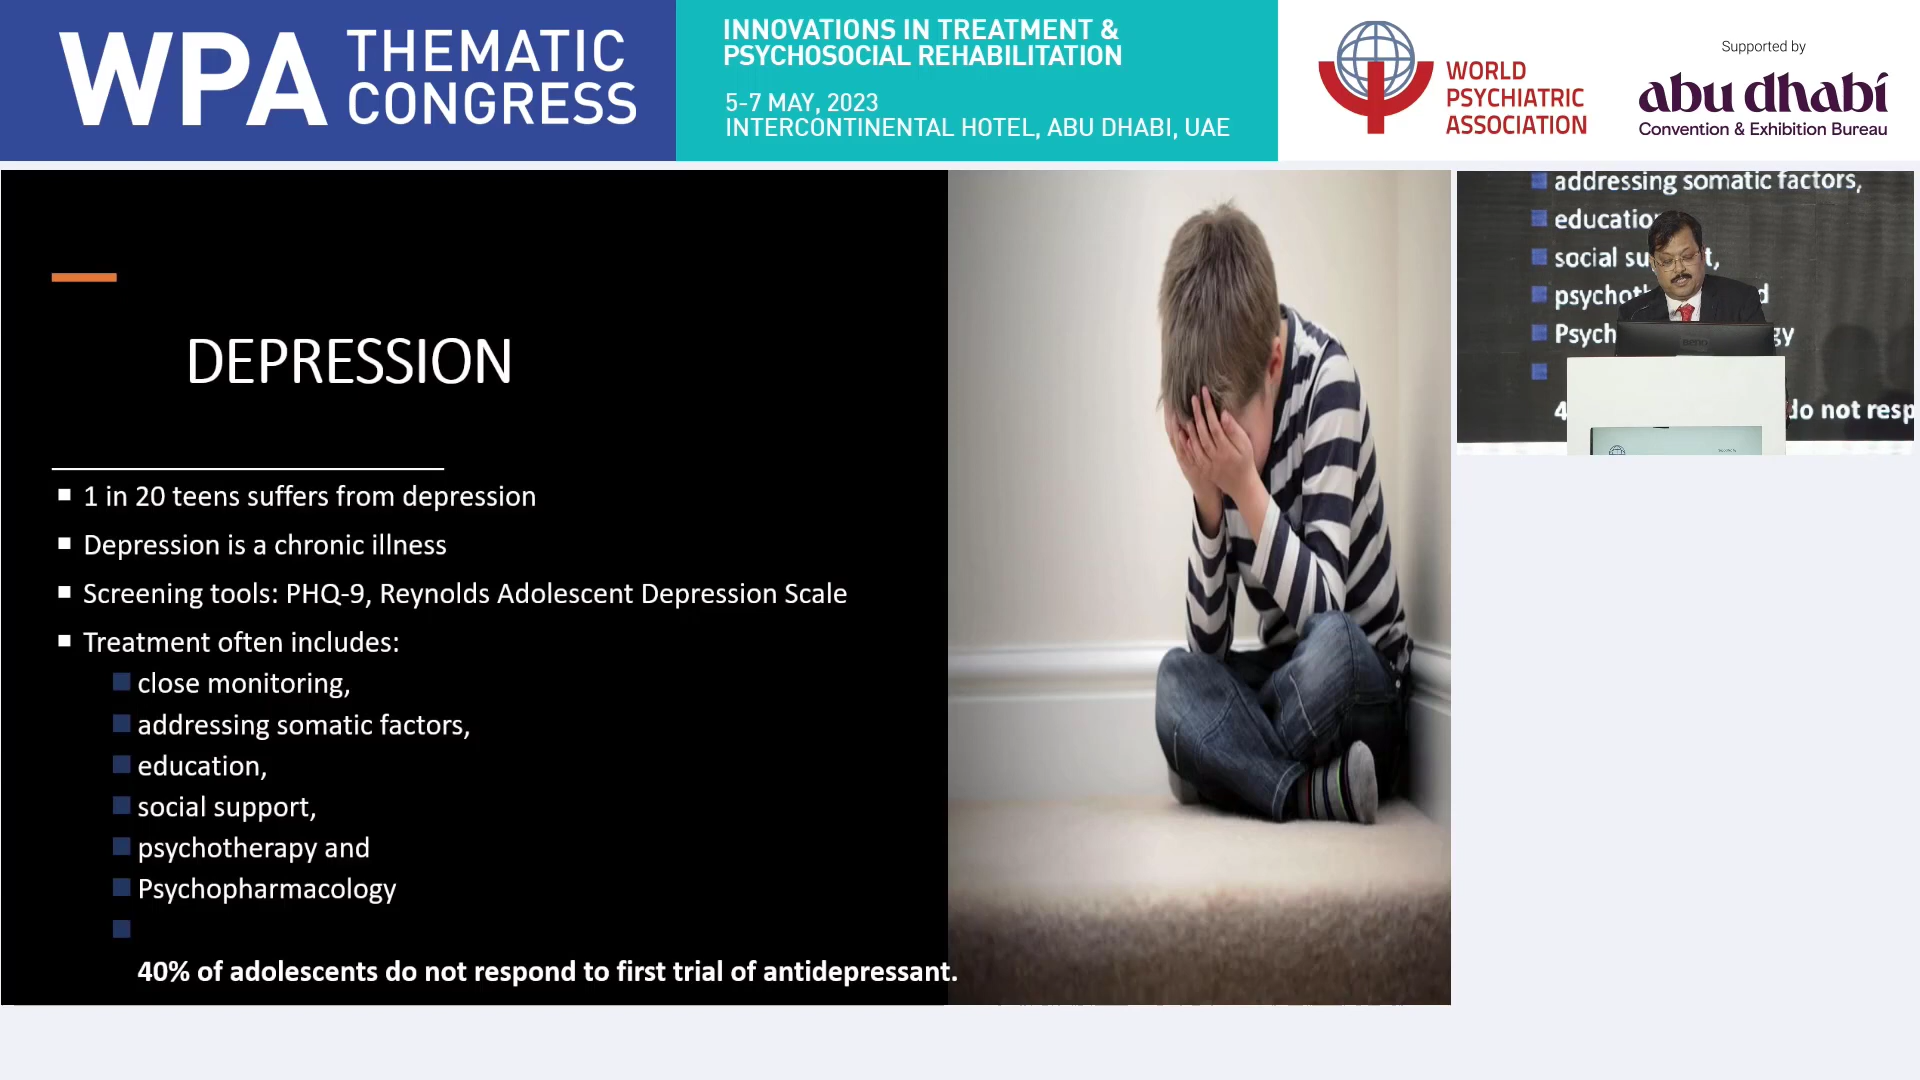 WPA THEMATIC CONGRESS
INNOVATIONS IN TREATMENT &
PSYCHOSOCIAL REHABILITATION
5-7 MAY, 2023
INTERCONTINENTAL HOTEL, ABU DHABI, UAE
WORLD
PSYCHIATRIC
ASSOCIATION
Supported by
abu dhabi
Convention & Exhibition Bureau
DEPRESSION
1 in 20 teens suffers from depression
Depression is a chronic illness
Screening tools: PHQ-9, Reynolds Adolescent Depression Scale
Treatment often includes:
close monitoring,
addressing somatic factors,
education,
social support,
psychotherapy and
Psychopharmacology
40% of adolescents do not respond to first trial of antidepressant.
addressing somatic factors,
do not resp